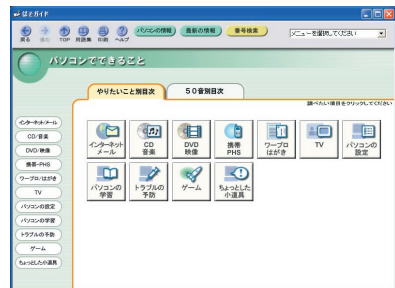 ぱそガイド
戻る 進む TOP 用語集 印刷 ヘルプ パソコンの情報 最新の情報 番号検索 メニューを選択してください
パソコンでできること
やりたいこと別目次 50音別目次
調べたい項目をクリックしてください
インターネット/メール
CD/音楽
DVD/映像
携帯・PHS
ワープロ/はがき
TV
パソコンの設定
パソコンの学習
トラブルの予防
ゲーム
ちょっとした小道具
インターネット
メール
CD
音楽
DVD
映像
携帯
PHS
ワープロ
はがき
TV
パソコンの
設定
パソコンの
学習
トラブルの
予防
ゲーム
ちょっとした
小道具